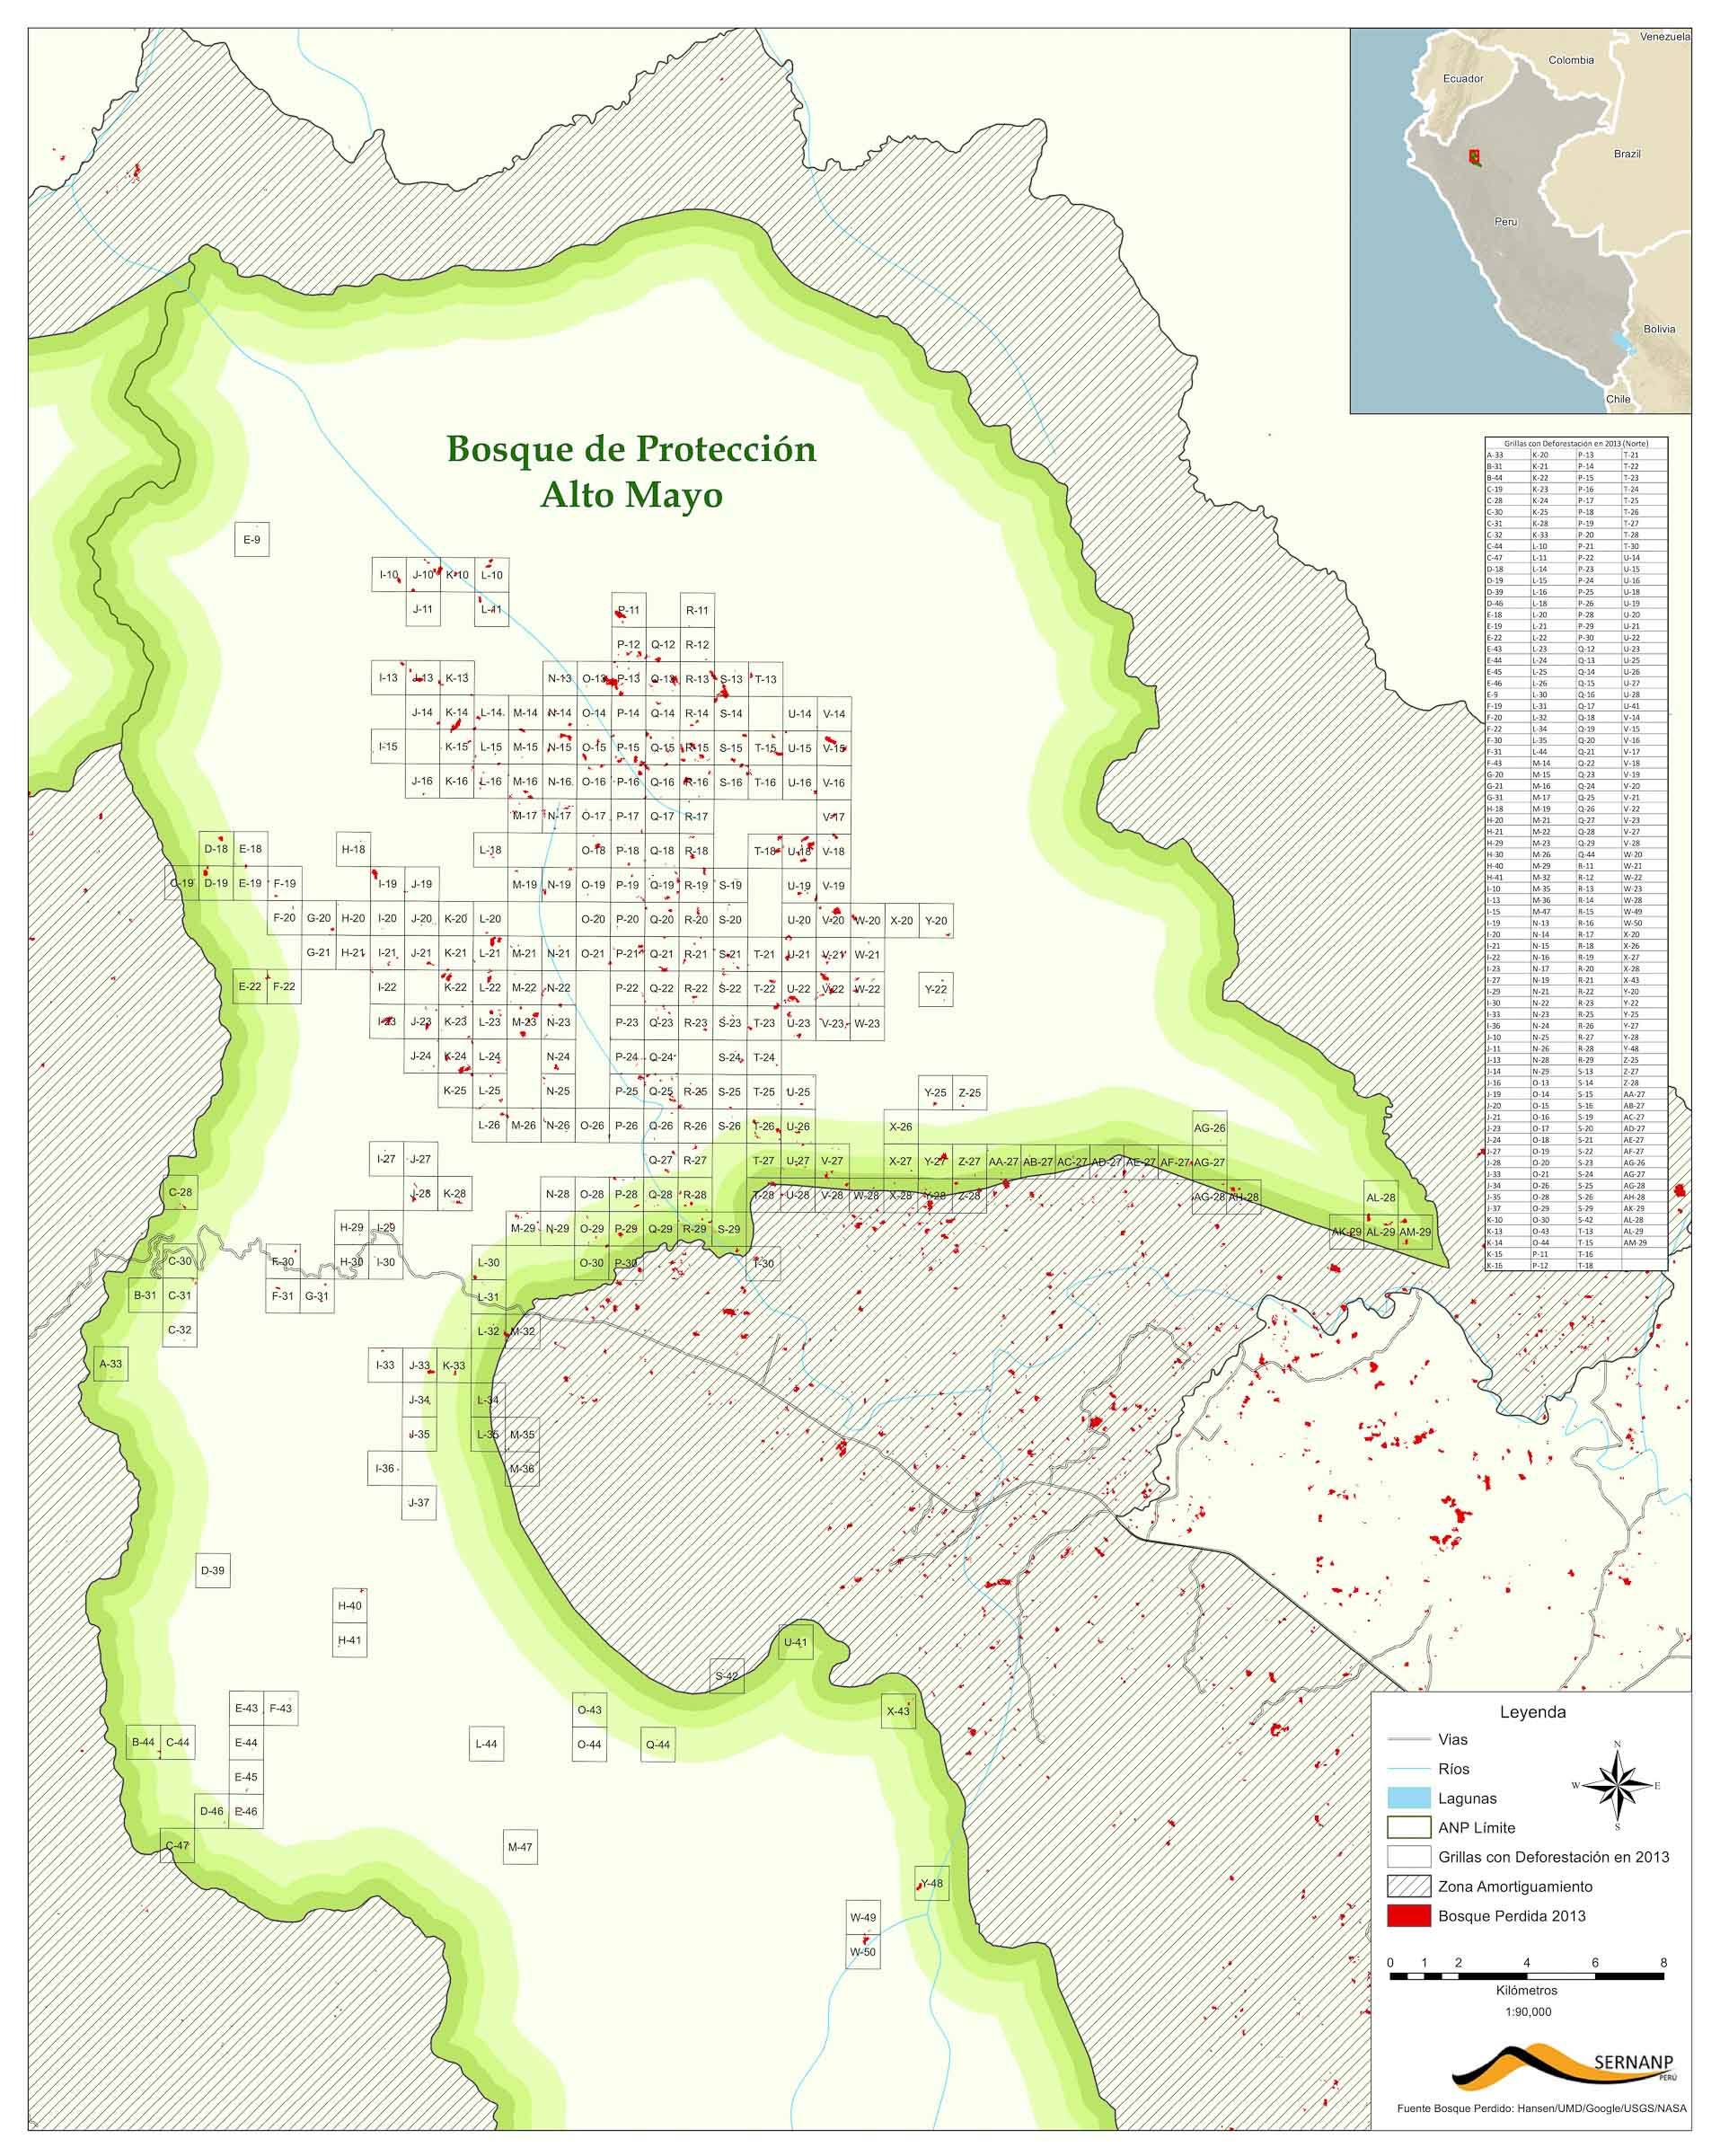 Venezuela
Colombia
Ecuador
Brazil
Peru
Bolivia
Chile
Bosque de Protección
Alto Mayo
Grillas con Deforestación en 2013 (Norte)
A-33 K-20 P-13 T-21
B-31 K-21 P-14 T-22
B-44 K-22 P-15 T-23
C-19 K-23 P-16 T-24
C-28 K-24 P-17 T-25
C-30 K-25 P-18 T-26
C-31 K-28 P-19 T-27
C-32 K-33 P-20 T-28
C-44 L-10 P-21 T-30
C-47 L-11 P-22 U-14
D-18 L-14 P-23 U-15
D-19 L-15 P-24 U-16
D-39 L-16 P-25 U-18
D-46 L-18 P-26 U-19
E-18 L-20 P-28 U-20
E-19 L-21 P-29 U-21
E-22 L-22 P-30 U-22
E-43 L-23 Q-12 U-23
E-44 L-24 Q-13 U-25
E-45 L-25 Q-14 U-26
E-46 L-26 Q-15 U-27
E-9 L-30 Q-16 U-28
F-19 L-31 Q-17 U-41
F-20 L-32 Q-18 V-14
F-22 L-34 Q-19 V-15
F-30 L-35 Q-20 V-16
F-31 L-44 Q-21 V-17
F-43 M-14 Q-22 V-18
G-20 M-15 Q-23 V-19
G-21 M-16 Q-24 V-20
G-31 M-17 Q-25 V-21
H-18 M-19 Q-26 V-22
H-20 M-21 Q-27 V-23
H-21 M-22 Q-28 V-27
H-29 M-23 Q-29 V-28
H-30 M-26 Q-44 W-20
H-40 M-29 R-11 W-21
H-41 M-32 R-12 W-22
I-10 M-35 R-13 W-23
I-13 M-36 R-14 W-28
I-15 M-47 R-15 W-49
I-19 N-13 R-16 W-50
I-20 N-14 R-17 X-20
I-21 N-15 R-18 X-26
I-22 N-16 R-19 X-27
I-23 N-17 R-20 X-28
I-27 N-19 R-21 X-43
I-29 N-21 R-22 Y-20
I-30 N-22 R-23 Y-22
I-33 N-23 R-25 Y-25
I-36 N-24 R-26 Y-27
J-10 N-25 R-27 Y-28
J-11 N-26 R-28 Y-48
J-13 N-28 R-29 Z-25
J-14 N-29 S-13 Z-27
J-16 O-13 S-14 Z-28
J-19 O-14 S-15 AA-27
J-20 O-15 S-16 AB-27
J-21 O-16 S-19 AC-27
J-23 O-17 S-20 AD-27
J-24 O-18 S-21 AE-27
J-27 O-19 S-22 AF-27
J-28 O-20 S-23 AG-26
J-33 O-21 S-24 AG-27
J-34 O-26 S-25 AG-28
J-35 O-28 S-26 AH-28
J-37 O-29 S-29 AK-29
K-10 O-30 S-42 AL-28
K-13 O-43 T-13 AL-29
K-14 O-44 T-15 AM-29
K-15 P-11 T-16
K-16 P-12 T-18
E-9
I-10 J-10 K-10 L-10
J-11 L-11 P-11 R-11
P-12 Q-12 R-12
I-13 J-13 K-13 N-13 O-13 P-13 Q-13 R-13 S-13 T-13
J-14 K-14 L-14 M-14 N-14 O-14 P-14 Q-14 R-14 S-14 U-14 V-14
I-15 K-15 L-15 M-15 N-15 O-15 P-15 Q-15 R-15 S-15 T-15 U-15 V-15
J-16 K-16 L-16 M-16 N-16 O-16 P-16 Q-16 R-16 S-16 T-16 U-16 V-16
M-17 N-17 O-17 P-17 Q-17 R-17 V-17
D-18 E-18 H-18 L-18 O-18 P-18 Q-18 R-18 T-18 U-18 V-18
C-19 D-19 E-19 F-19 I-19 J-19 M-19 N-19 O-19 P-19 Q-19 R-19 S-19 U-19 V-19
F-20 G-20 H-20 I-20 J-20 K-20 L-20 O-20 P-20 Q-20 R-20 S-20 U-20 V-20 W-20 X-20 Y-20
G-21 H-21 I-21 J-21 K-21 L-21 M-21 N-21 O-21 P-21 Q-21 R-21 S-21 T-21 U-21 V-21 W-21
E-22 F-22 I-22 K-22 L-22 M-22 N-22 P-22 Q-22 R-22 S-22 T-22 U-22 V-22 W-22 Y-22
I-23 J-23 K-23 L-23 M-23 N-23 P-23 Q-23 R-23 S-23 T-23 U-23 V-23 W-23
J-24 K-24 L-24 N-24 P-24 Q-24 S-24 T-24
K-25 L-25 N-25 P-25 Q-25 R-25 S-25 T-25 U-25 Y-25 Z-25
L-26 M-26 N-26 O-26 P-26 Q-26 R-26 S-26 T-26 U-26 X-26 AG-26
I-27 J-27 Q-27 R-27 T-27 U-27 V-27 X-27 Y-27 Z-27 AA-27 AB-27 AC-27 AD-27 AE-27 AF-27 AG-27
C-28 J-28 K-28 N-28 O-28 P-28 Q-28 R-28 T-28 U-28 V-28 W-28 X-28 Y-28 Z-28 AG-28 AH-28 AL-28
H-29 I-29 M-29 N-29 O-29 P-29 Q-29 R-29 S-29 AK-29 AL-29 AM-29
C-30 F-30 H-30 I-30 L-30 O-30 P-30 T-30
B-31 C-31 F-31 G-31 L-31
C-32 L-32 M-32
A-33 I-33 J-33 K-33
J-34 L-34
J-35 L-35 M-35
I-36 M-36
J-37
D-39
H-40
H-41 U-41
S-42
E-43 F-43 O-43 X-43
B-44 C-44 E-44 L-44 O-44 Q-44
E-45
D-46 E-46
C-47 M-47
Y-48
W-49
W-50
Leyenda
Vias
Ríos
Lagunas
ANP Límite
Grillas con Deforestación en 2013
Zona Amortiguamiento
Bosque Perdida 2013
N
W E
S
0 1 2 4 6 8
Kilómetros
1:90,000
SERNANP
PERÚ
Fuente Bosque Perdido: Hansen/UMD/Google/USGS/NASA